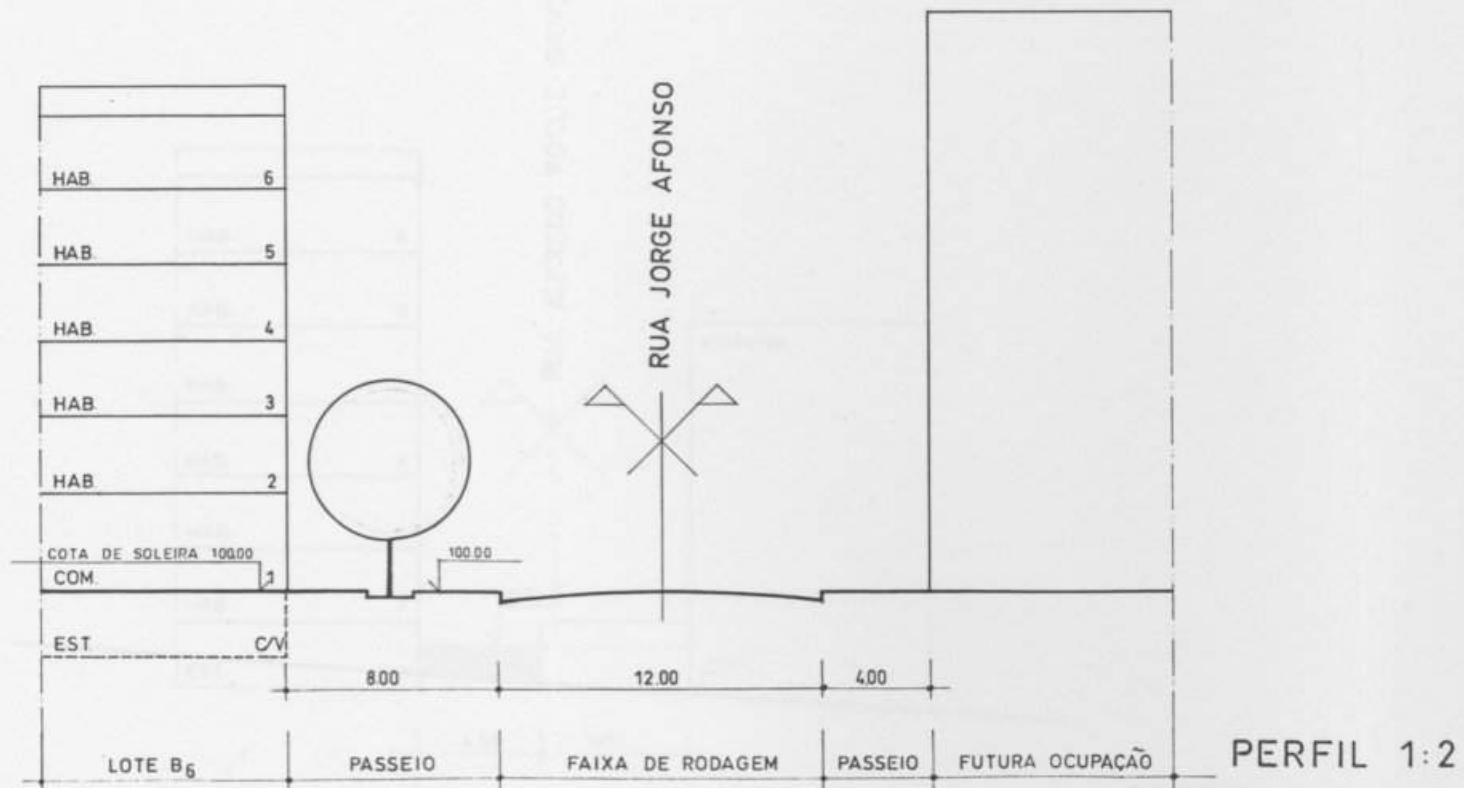 HAB. 6
HAB. 5
HAB. 4
HAB. 3
HAB. 2
COTA DE SOLEIRA 100.00
COM. 1
EST. C/V
RUA JORGE AFONSO
100.00
8.00 12.00 4.00
LOTE B6 PASSEIO FAIXA DE RODAGEM PASSEIO FUTURA OCUPAÇÃO
PERFIL 1:2